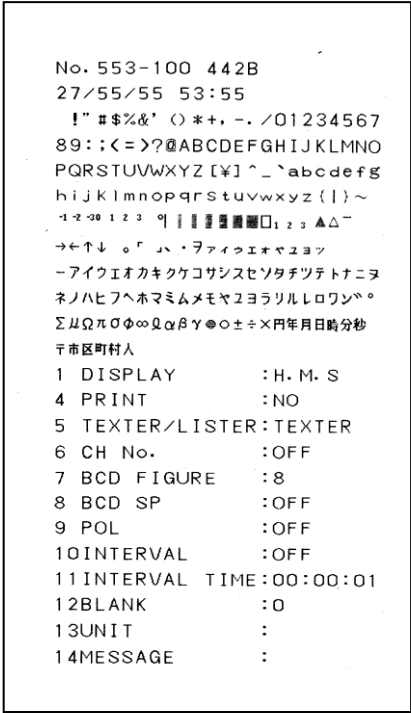 No.553-100 442B
27/55/55 53:55
!"#$%&'()*+,-./01234567
89:;<=>?@ABCDEFGHIJKLMNO
PQRSTUVWXYZ[¥]^_`abcdefg
hijklmnopqrstuvwxyz{|}~
→←↑↓ 。「 」、・ヲァィゥェォャュョッ
ーアイウエオカキクケコサシスセソタチツテトナニヌ
ネノハヒフヘホマミムメモヤユヨラリルレロワン゛゜
ΣμΩπσφ∞ΩαβγΘ○±÷×円年月日時分秒
〒市区町村人
1 DISPLAY :H.M.S
4 PRINT :NO
5 TEXTER/LISTER:TEXTER
6 CH No. :OFF
7 BCD FIGURE :8
8 BCD SP :OFF
9 POL :OFF
10INTERVAL :OFF
11INTERVAL TIME:00:00:01
12BLANK :0
13UNIT :
14MESSAGE :